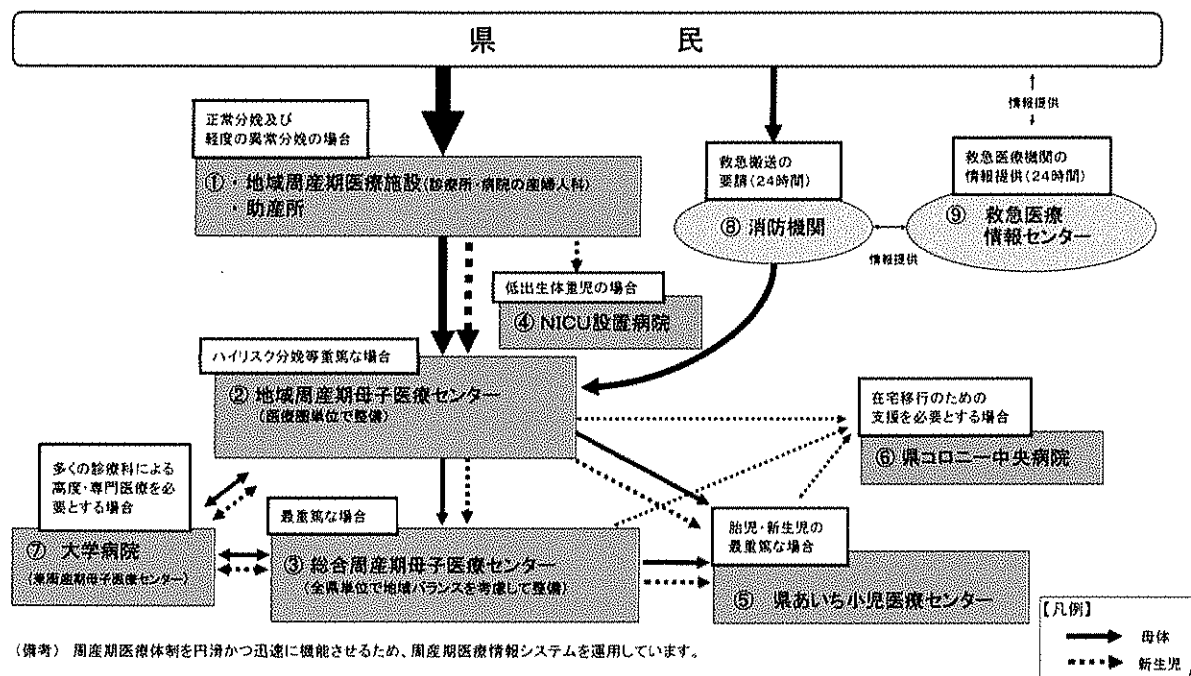 県　民
正常分娩及び
軽度の異常分娩の場合
①・地域周産期医療施設(診療所・病院の産婦人科)
・助産所
救急搬送の
要請(24時間)
⑧ 消防機関
情報提供
救急医療機関の
情報提供(24時間)
⑨ 救急医療
情報センター
情報提供
低出生体重児の場合
④ NICU設置病院
ハイリスク分娩等重篤な場合
② 地域周産期母子医療センター
(医療圏単位で整備)
在宅移行のための
支援を必要とする場合
⑥ 県コロニー中央病院
多くの診療科による
高度・専門医療を必
要とする場合
⑦ 大学病院
(兼周産期母子医療センター)
最重篤な場合
③ 総合周産期母子医療センター
(全県単位で地域バランスを考慮して整備)
胎児・新生児の
最重篤な場合
⑤ 県あいち小児医療センター
【凡例】
母体
新生児
(備考) 周産期医療体制を円滑かつ迅速に機能させるため、周産期医療情報システムを運用しています。